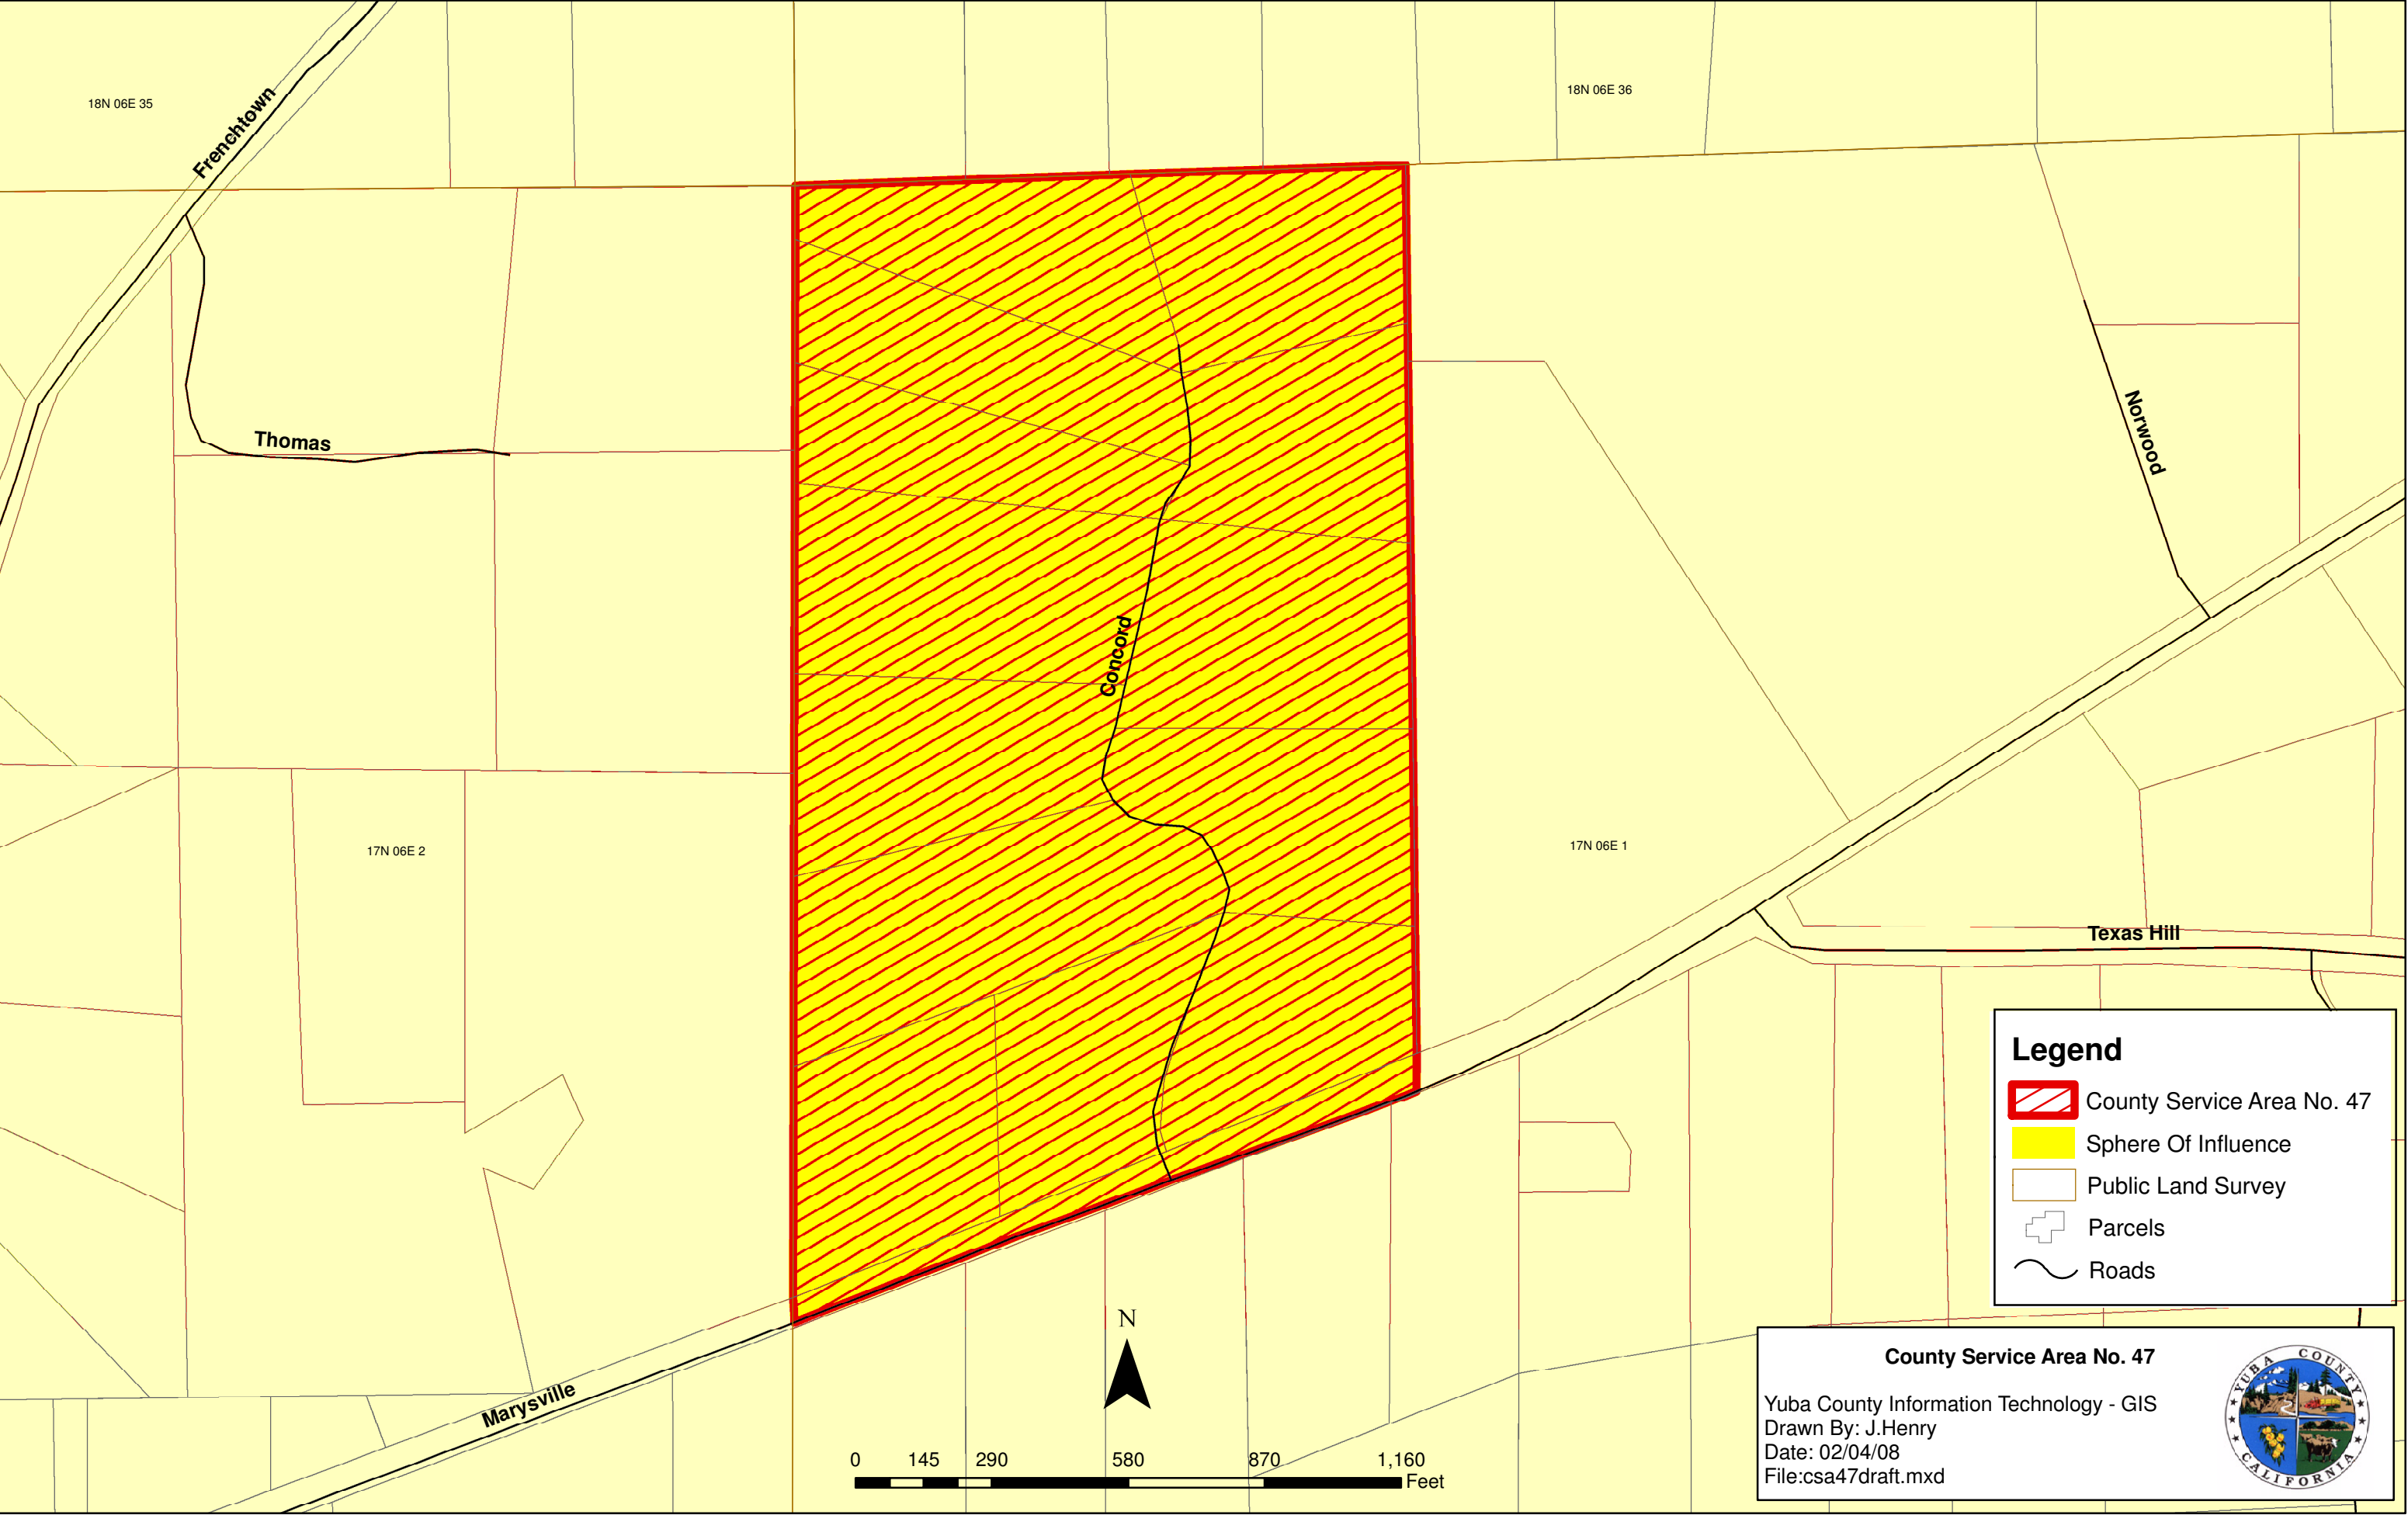 18N 06E 35
18N 06E 36
Frenchtown
Thomas
Norwood
Concord
17N 06E 2
17N 06E 1
Texas Hill
Marysville
Legend
County Service Area No. 47
Sphere Of Influence
Public Land Survey
Parcels
Roads
N
0 145 290 580 870 1,160
Feet
County Service Area No. 47
Yuba County Information Technology - GIS
Drawn By: J.Henry
Date: 02/04/08
File:csa47draft.mxd
YUBA COUNTY
CALIFORNIA